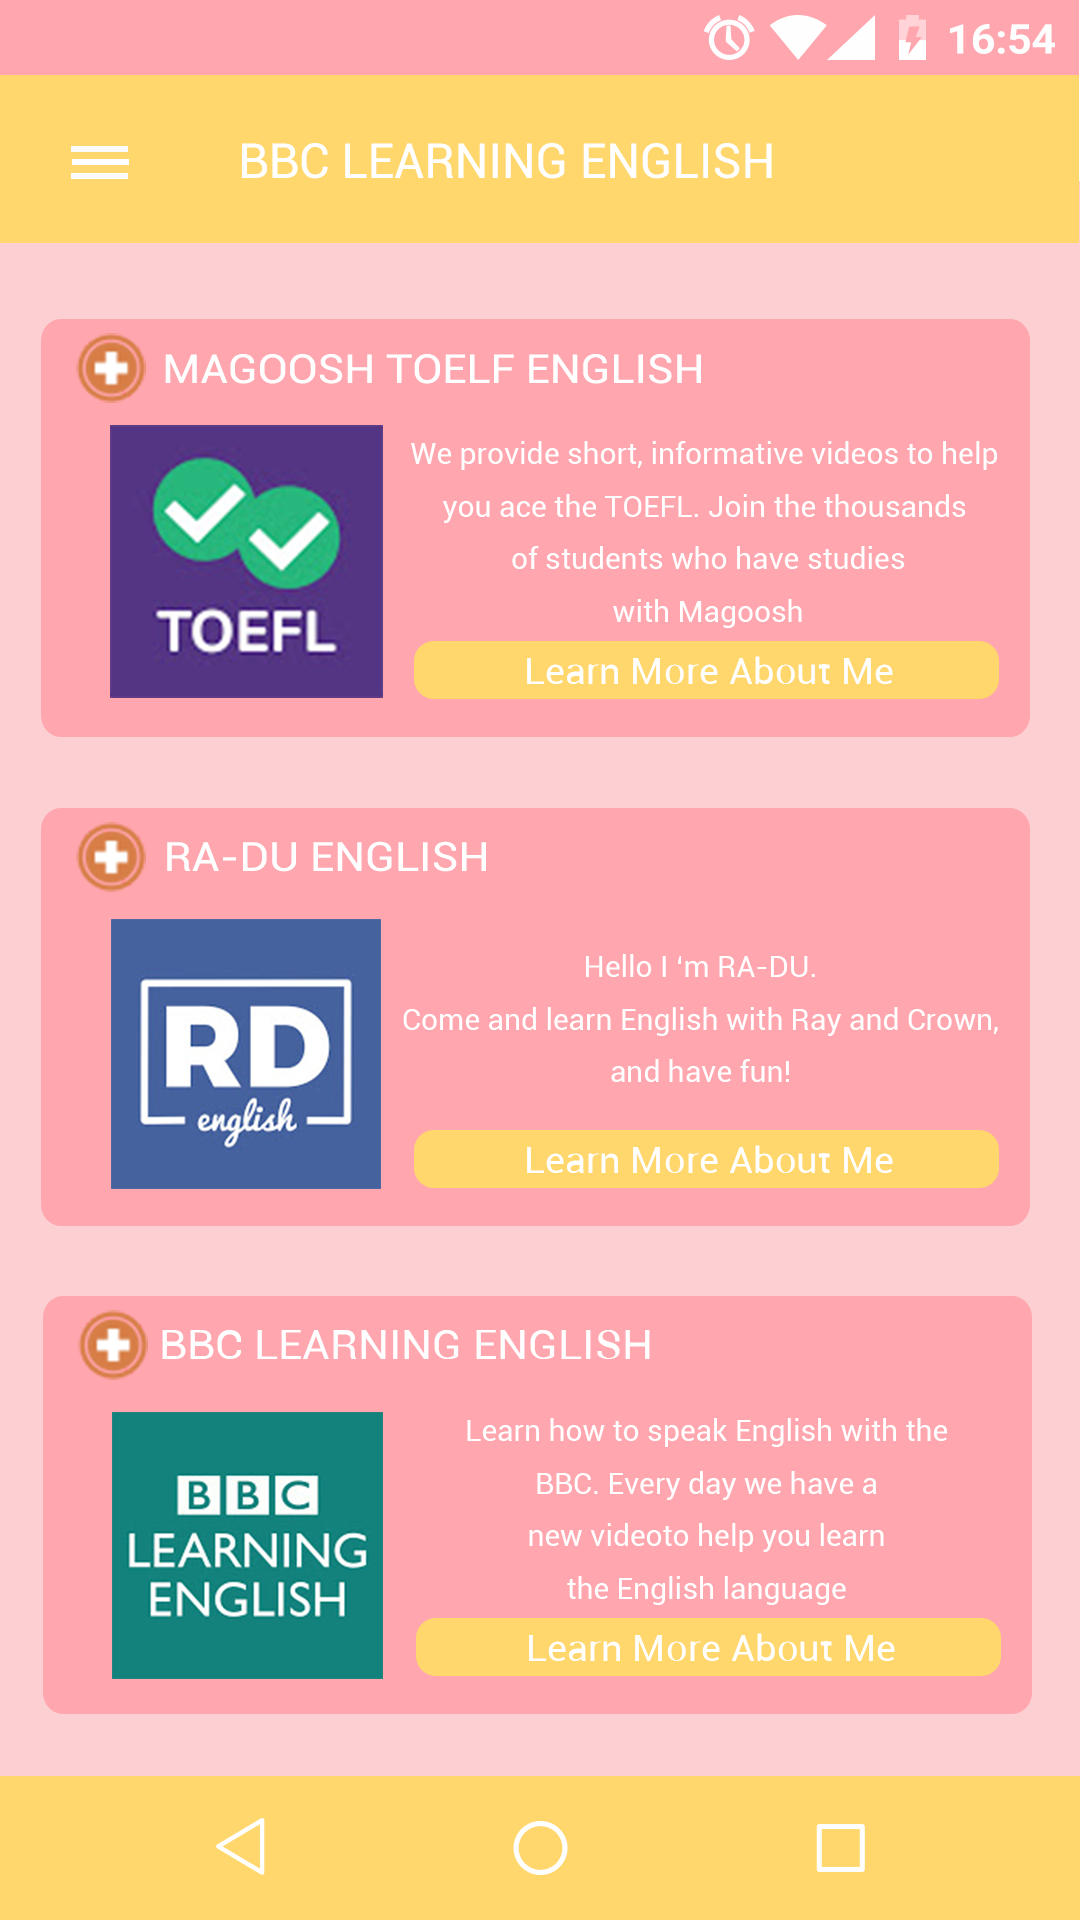 16:54
BBC LEARNING ENGLISH
MAGOOSH TOELF ENGLISH
TOEFL
We provide short, informative videos to help
you ace the TOEFL. Join the thousands
of students who have studies
with Magoosh
Learn More About Me
RA-DU ENGLISH
RD
english
Hello I ‘m RA-DU.
Come and learn English with Ray and Crown,
and have fun!
Learn More About Me
BBC LEARNING ENGLISH
BBC
LEARNING
ENGLISH
Learn how to speak English with the
BBC. Every day we have a
new videoto help you learn
the English language
Learn More About Me